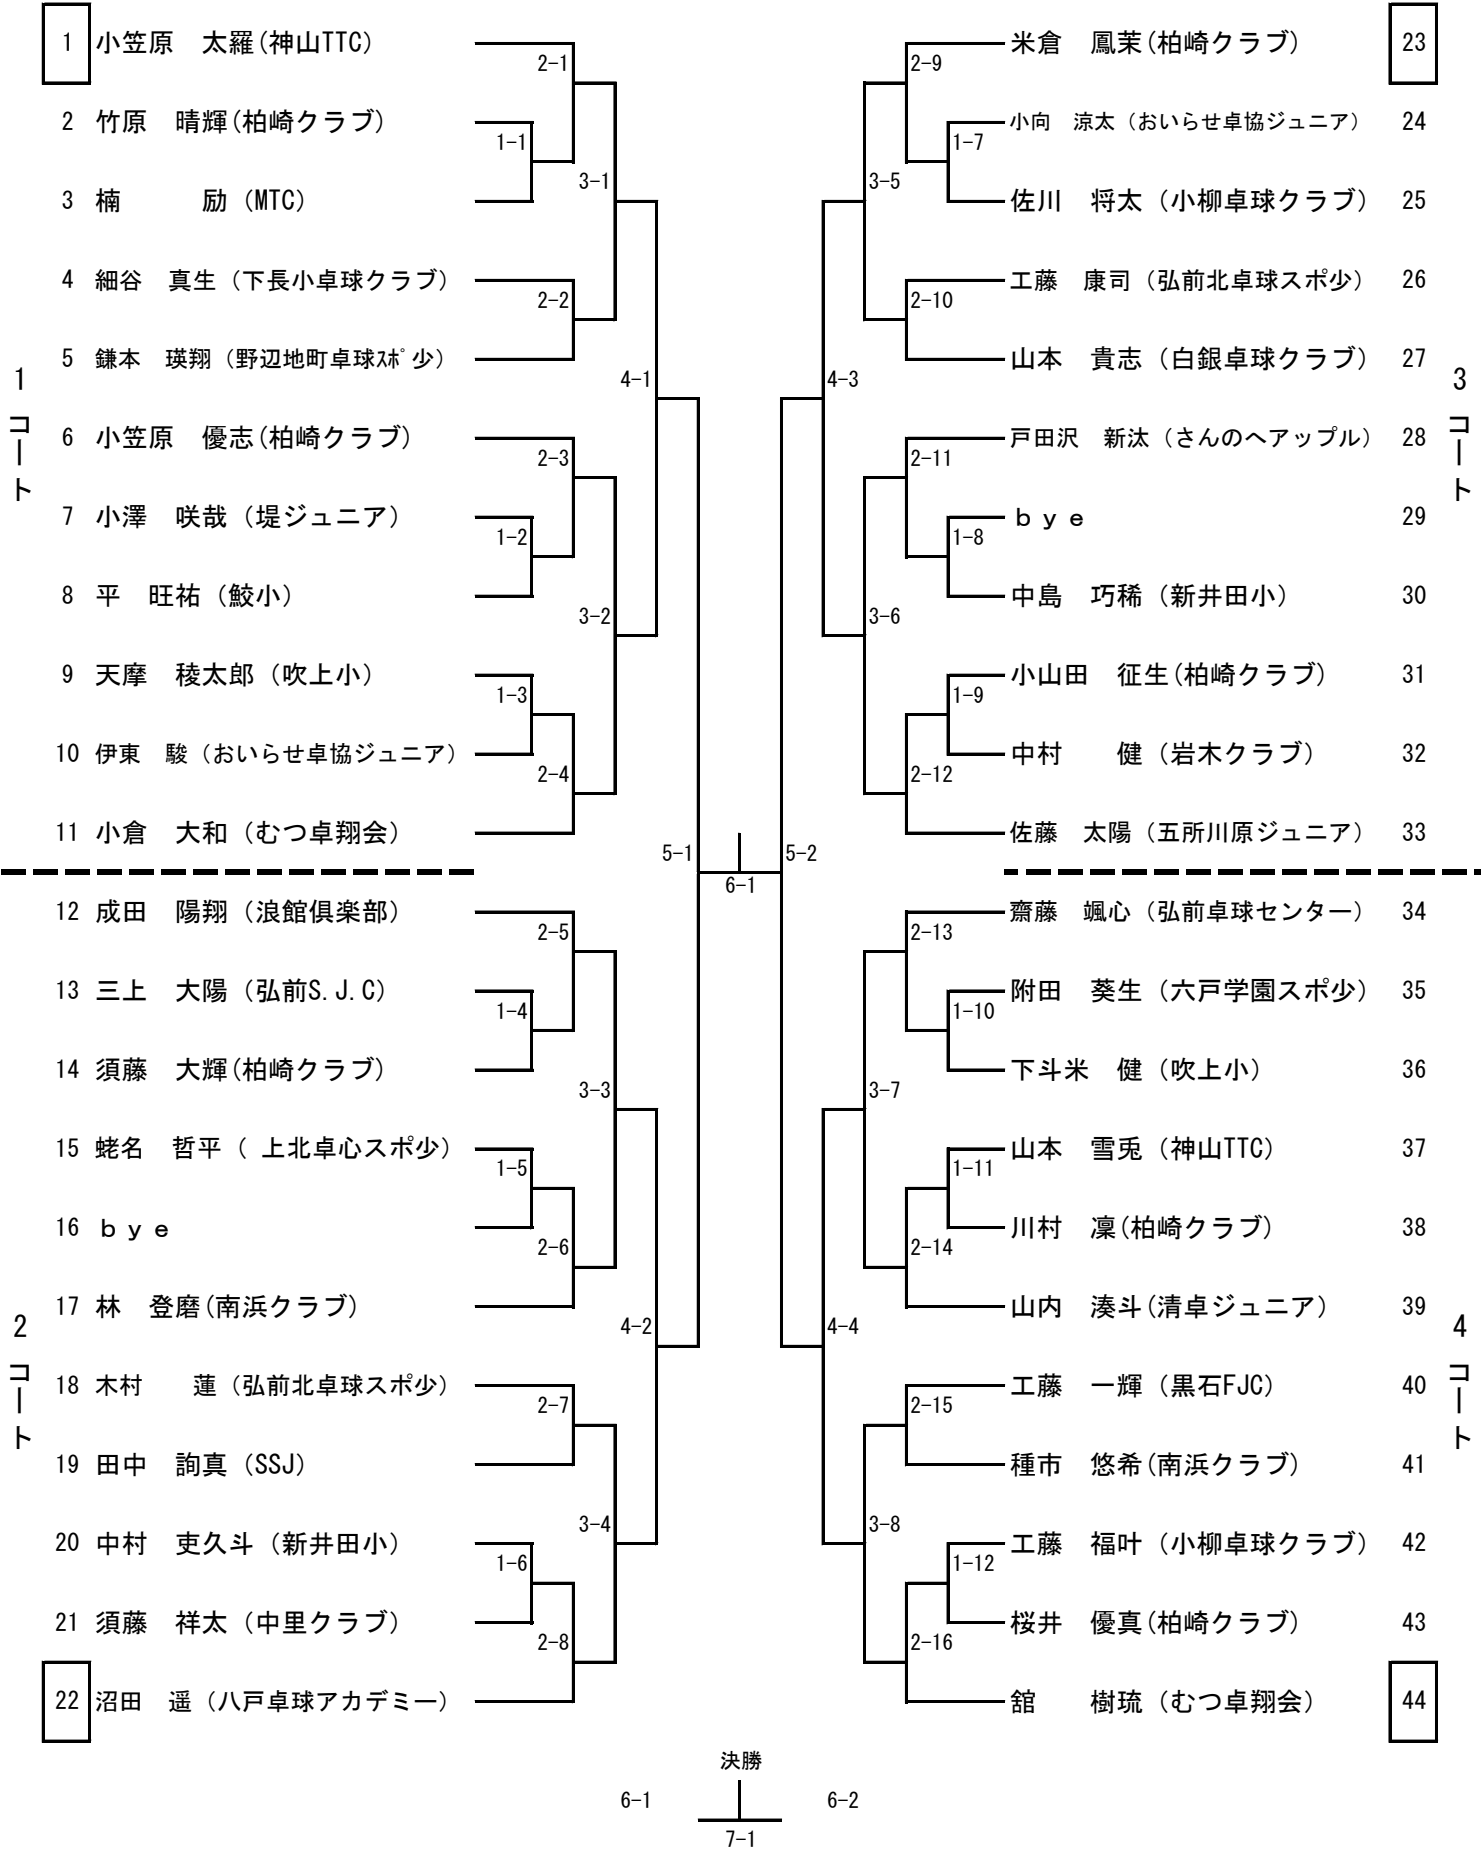 1 小笠原　太羅(神山TTC)
2 竹原　晴輝(柏崎クラブ)
3 楠　　　励（MTC）
4 細谷　真生（下長小卓球クラブ）
5 鎌本　瑛翔（野辺地町卓球ｽﾎﾟ少）
6 小笠原　優志(柏崎クラブ)
7 小澤　咲哉（堤ジュニア）
8 平　旺祐（鮫小）
9 天摩　稜太郎（吹上小）
10 伊東　駿（おいらせ卓協ジュニア）
11 小倉　大和（むつ卓翔会）
12 成田　陽翔（浪館倶楽部）
13 三上　大陽（弘前S.J.C）
14 須藤　大輝(柏崎クラブ)
15 蛯名　哲平（ 上北卓心スポ少）
16 ｂｙｅ
17 林　登磨(南浜クラブ)
18 木村　　蓮（弘前北卓球スポ少）
19 田中　詢真（SSJ）
20 中村　吏久斗（新井田小）
21 須藤　祥太（中里クラブ）
22 沼田　遥（八戸卓球アカデミー）
1コート
2コート
1-1
1-2
1-3
1-4
1-5
1-6
2-1
2-2
2-3
2-4
2-5
2-6
2-7
2-8
3-1
3-2
3-3
3-4
4-1
4-2
5-1
6-1
5-2
4-3
4-4
3-5
3-6
3-7
3-8
2-9
2-10
2-11
2-12
2-13
2-14
2-15
2-16
1-7
1-8
1-9
1-10
1-11
1-12
米倉　鳳茉(柏崎クラブ) 23
小向　涼太（おいらせ卓協ジュニア） 24
佐川　将太（小柳卓球クラブ） 25
工藤　康司（弘前北卓球スポ少） 26
山本　貴志（白銀卓球クラブ） 27
戸田沢　新汰（さんのへアップル） 28
ｂｙｅ 29
中島　巧稀（新井田小） 30
小山田　征生(柏崎クラブ) 31
中村　　健（岩木クラブ） 32
佐藤　太陽（五所川原ジュニア） 33
齋藤　颯心（弘前卓球センター） 34
附田　葵生（六戸学園スポ少） 35
下斗米　健（吹上小） 36
山本　雪兎（神山TTC） 37
川村　凜(柏崎クラブ) 38
山内　湊斗(清卓ジュニア） 39
工藤　一輝（黒石FJC） 40
種市　悠希(南浜クラブ) 41
工藤　福叶（小柳卓球クラブ） 42
桜井　優真(柏崎クラブ) 43
舘　　樹琉（むつ卓翔会） 44
3コート
4コート
決勝
6-1
6-2
7-1